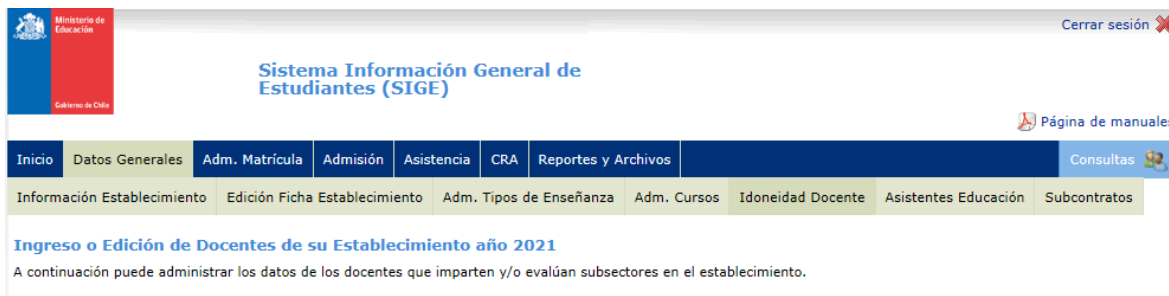 Ministerio de
Educación
Gobierno de Chile
Cerrar sesión
Sistema Información General de
Estudiantes (SIGE)
Página de manuales
Inicio Datos Generales Adm. Matrícula Admisión Asistencia CRA Reportes y Archivos Consultas
Información Establecimiento Edición Ficha Establecimiento Adm. Tipos de Enseñanza Adm. Cursos Idoneidad Docente Asistentes Educación Subcontratos
Ingreso o Edición de Docentes de su Establecimiento año 2021
A continuación puede administrar los datos de los docentes que imparten y/o evalúan subsectores en el establecimiento.